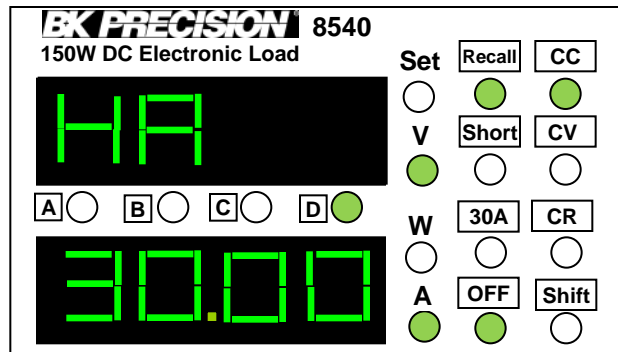 BK PRECISION® 8540
150W DC Electronic Load
Set Recall CC
HA
V Short CV
A B C D
W 30A CR
30.00
A OFF Shift